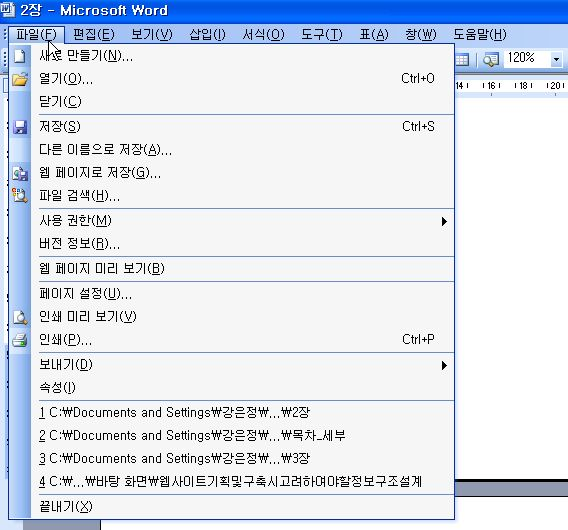 2장 - Microsoft Word
파일(F) 편집(E) 보기(V) 삽입(I) 서식(O) 도구(T) 표(A) 창(W) 도움말(H)
새로 만들기(N)...
120%
열기(O)... Ctrl+O
14 16 18 20
닫기(C)
저장(S) Ctrl+S
다른 이름으로 저장(A)...
웹 페이지로 저장(G)...
파일 검색(H)...
사용 권한(M)
버전 정보(R)...
웹 페이지 미리 보기(B)
페이지 설정(U)...
인쇄 미리 보기(V)
인쇄(P)... Ctrl+P
보내기(D)
속성(I)
1 C:₩Documents and Settings₩강은정₩...₩2장
2 C:₩Documents and Settings₩강은정₩...₩목차_세부
3 C:₩Documents and Settings₩강은정₩...₩3장
4 C:₩...₩바탕 화면₩웹사이트기획및구축시고려하여야할정보구조설계
끝내기(X)